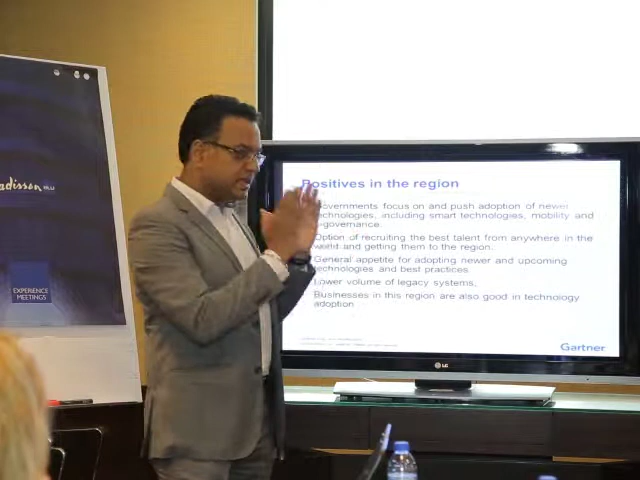 EXPERIENCE
MEETINGS
Positives in the region
Governments focus on and push adoption of newer
technologies, including smart technologies, mobility and
e-governance.
Option of recruiting the best talent from anywhere in the
world and getting them to the region.
General appetite for adopting newer and upcoming
technologies and best practices
Lower volume of legacy systems,
Businesses in this region are also good in technology
adoption
Gartner
LG